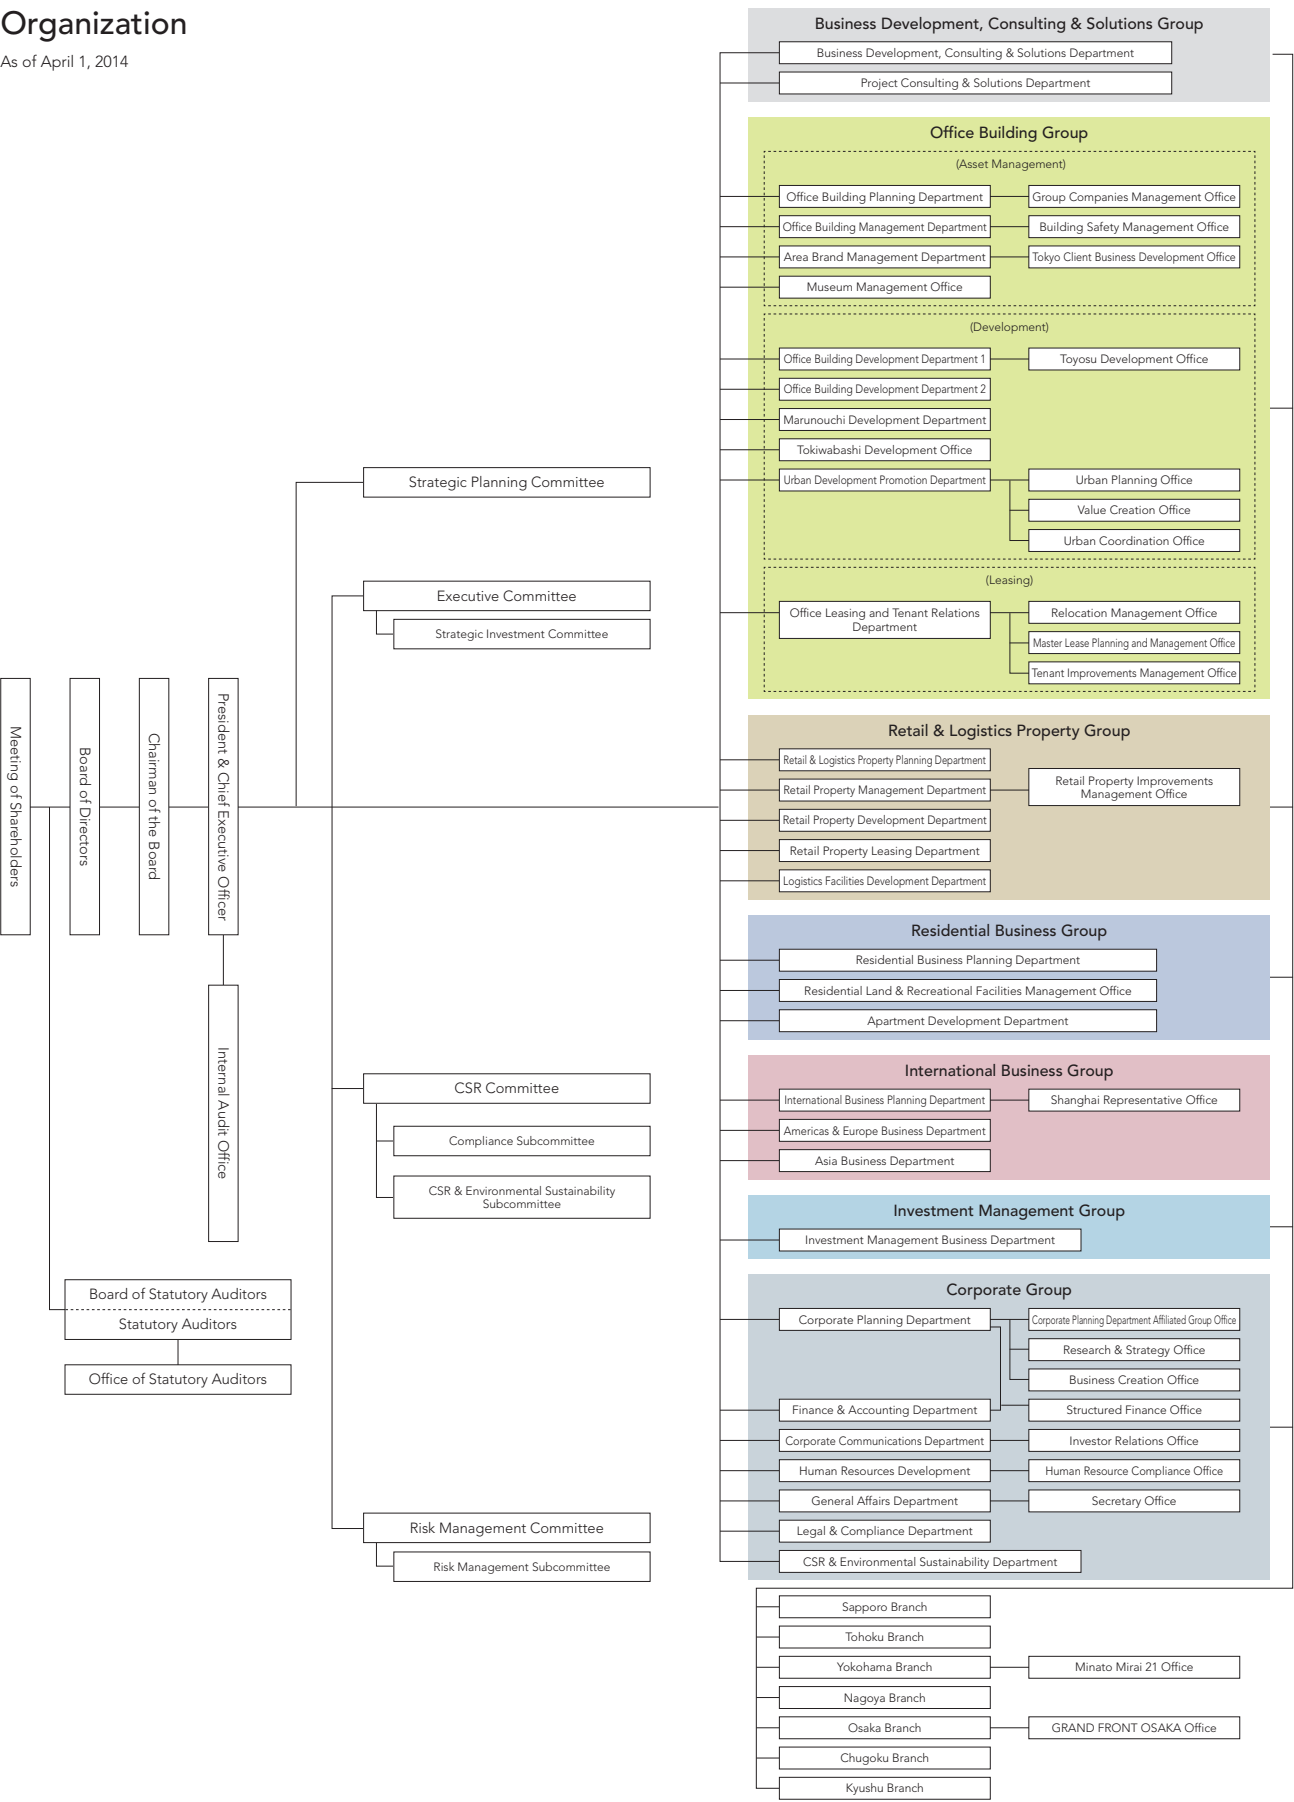 Organization
As of April 1, 2014
Meeting of Shareholders
Board of Directors
Chairman of the Board
President & Chief Executive Officer
Internal Audit Office
Board of Statutory Auditors
Statutory Auditors
Office of Statutory Auditors
Strategic Planning Committee
Executive Committee
Strategic Investment Committee
CSR Committee
Compliance Subcommittee
CSR & Environmental Sustainability
Subcommittee
Risk Management Committee
Risk Management Subcommittee
Business Development, Consulting & Solutions Group
Business Development, Consulting & Solutions Department
Project Consulting & Solutions Department
Office Building Group
(Asset Management)
Office Building Planning Department
Group Companies Management Office
Office Building Management Department
Building Safety Management Office
Area Brand Management Department
Tokyo Client Business Development Office
Museum Management Office
(Development)
Office Building Development Department 1
Toyosu Development Office
Office Building Development Department 2
Marunouchi Development Department
Tokiwabashi Development Office
Urban Development Promotion Department
Urban Planning Office
Value Creation Office
Urban Coordination Office
(Leasing)
Office Leasing and Tenant Relations
Department
Relocation Management Office
Master Lease Planning and Management Office
Tenant Improvements Management Office
Retail & Logistics Property Group
Retail & Logistics Property Planning Department
Retail Property Management Department
Retail Property Improvements
Management Office
Retail Property Development Department
Retail Property Leasing Department
Logistics Facilities Development Department
Residential Business Group
Residential Business Planning Department
Residential Land & Recreational Facilities Management Office
Apartment Development Department
International Business Group
International Business Planning Department
Shanghai Representative Office
Americas & Europe Business Department
Asia Business Department
Investment Management Group
Investment Management Business Department
Corporate Group
Corporate Planning Department
Corporate Planning Department Affiliated Group Office
Research & Strategy Office
Business Creation Office
Finance & Accounting Department
Structured Finance Office
Corporate Communications Department
Investor Relations Office
Human Resources Development
Human Resource Compliance Office
General Affairs Department
Secretary Office
Legal & Compliance Department
CSR & Environmental Sustainability Department
Sapporo Branch
Tohoku Branch
Yokohama Branch
Minato Mirai 21 Office
Nagoya Branch
Osaka Branch
GRAND FRONT OSAKA Office
Chugoku Branch
Kyushu Branch